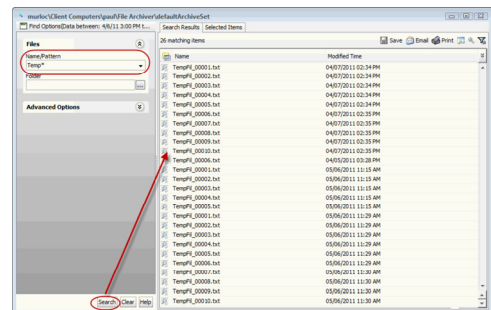 murloc\Client Computers\paul\File Archiver\defaultArchiveSet
Find Options(Data between: 4/6/11 3:00 PM t...
Search Results Selected Items
Files
26 matching items
Save Email Print
Name/Pattern
Temp*
Folder
...
Advanced Options
Name Modified Time
TempFil_00001.txt 04/07/2011 02:34 PM
TempFil_00002.txt 04/07/2011 02:34 PM
TempFil_00003.txt 04/07/2011 02:34 PM
TempFil_00004.txt 04/07/2011 02:34 PM
TempFil_00005.txt 04/07/2011 02:34 PM
TempFil_00006.txt 04/07/2011 02:35 PM
TempFil_00007.txt 04/07/2011 02:35 PM
TempFil_00008.txt 04/07/2011 02:35 PM
TempFil_00009.txt 04/07/2011 02:35 PM
TempFil_00010.txt 04/07/2011 02:35 PM
TempFil_00006.txt 04/05/2011 03:28 PM
TempFil_00001.txt 05/06/2011 11:15 AM
TempFil_00002.txt 05/06/2011 11:15 AM
TempFil_00003.txt 05/06/2011 11:15 AM
TempFil_00004.txt 05/06/2011 11:15 AM
TempFil_00005.txt 05/06/2011 11:15 AM
TempFil_00001.txt 05/06/2011 11:29 AM
TempFil_00002.txt 05/06/2011 11:29 AM
TempFil_00003.txt 05/06/2011 11:29 AM
TempFil_00004.txt 05/06/2011 11:29 AM
TempFil_00005.txt 05/06/2011 11:29 AM
TempFil_00006.txt 05/06/2011 11:29 AM
TempFil_00007.txt 05/06/2011 11:30 AM
TempFil_00008.txt 05/06/2011 11:30 AM
TempFil_00009.txt 05/06/2011 11:30 AM
TempFil_00010.txt 05/06/2011 11:30 AM
Search Clear Help